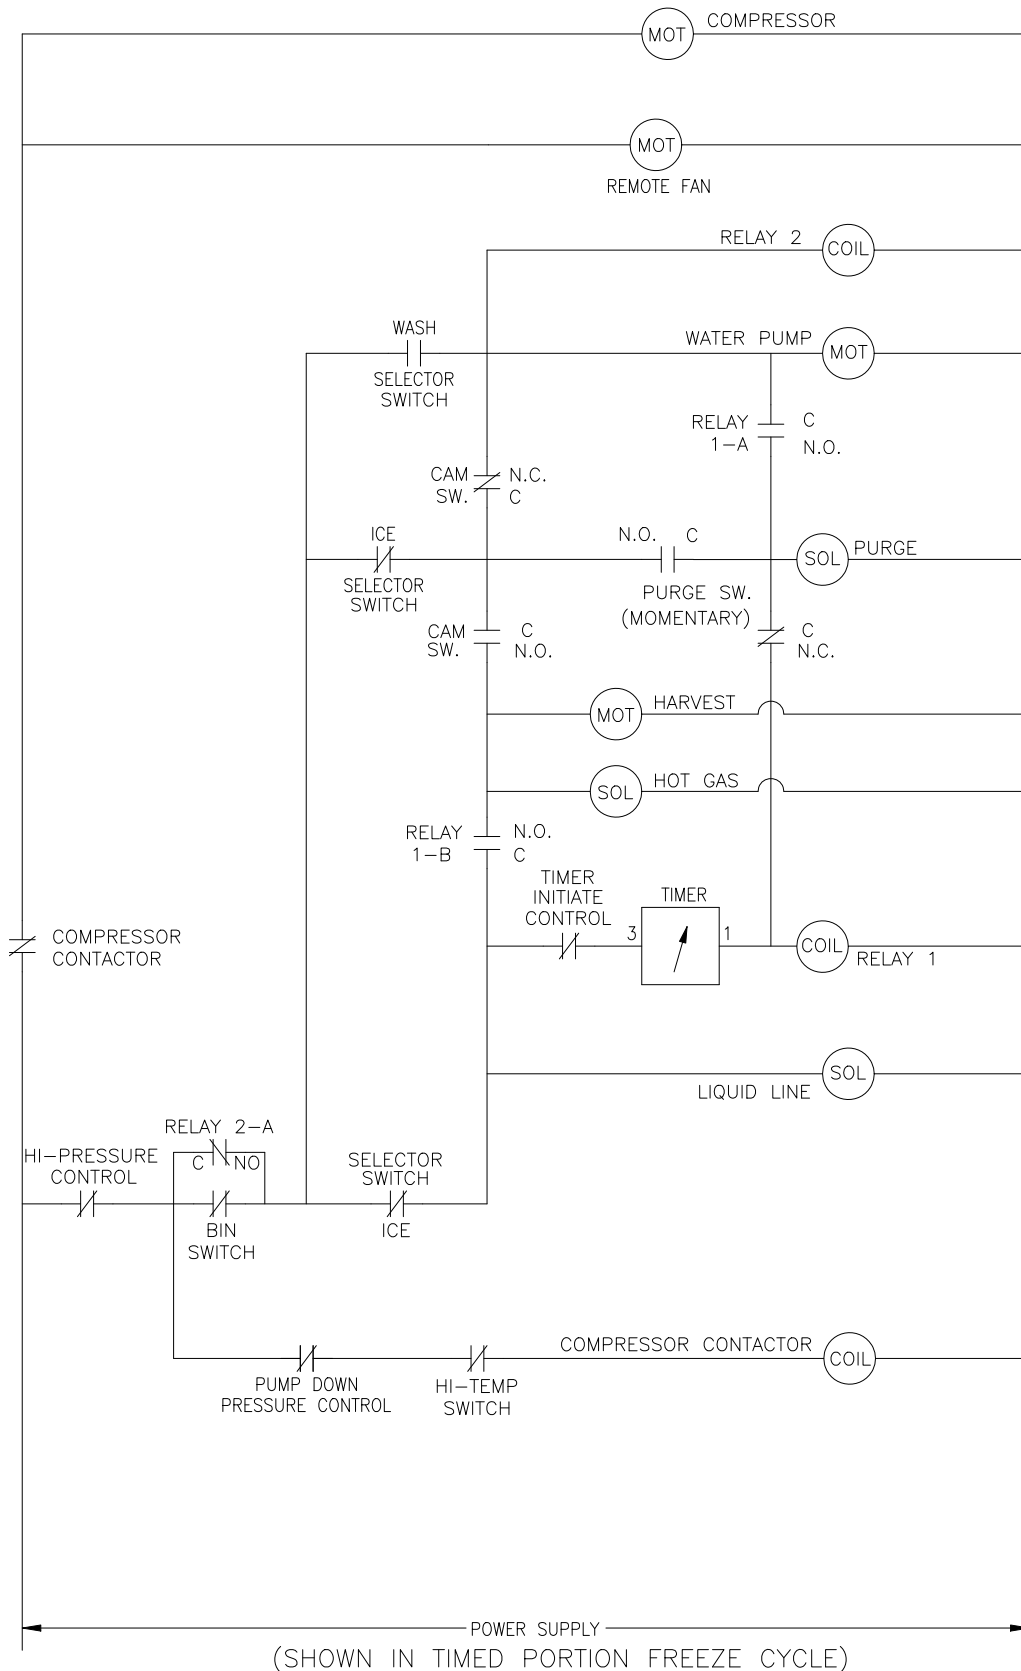 MOT COMPRESSOR
MOT
REMOTE FAN
RELAY 2 COIL
WASH
SELECTOR
SWITCH
WATER PUMP MOT
RELAY
1-A
C
N.O.
CAM
SW.
N.C.
C
ICE
SELECTOR
SWITCH
N.O. C
PURGE SW.
(MOMENTARY)
SOL PURGE
CAM
SW.
C
N.O.
C
N.C.
MOT HARVEST
SOL HOT GAS
RELAY
1-B
N.O.
C
TIMER
INITIATE
CONTROL
TIMER
3 1
COIL RELAY 1
COMPRESSOR
CONTACTOR
SOL
LIQUID LINE
RELAY 2-A
C NO
HI-PRESSURE
CONTROL
BIN
SWITCH
SELECTOR
SWITCH
ICE
PUMP DOWN
PRESSURE CONTROL
HI-TEMP
SWITCH
COMPRESSOR CONTACTOR COIL
POWER SUPPLY
(SHOWN IN TIMED PORTION FREEZE CYCLE)